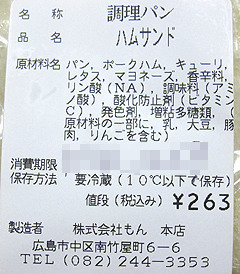 名 称 調理パン
品 名 ハムサンド
原材料名 パン，ポークハム，キューリ，
レタス，マヨネーズ，香辛料，
リン酸（NA），調味料（アミ
ノ酸），酸化防止剤（ビタミン
C），発色剤，増粘多糖類，（
原材料の一部に，乳，大豆，豚
肉，りんごを含む）
消費期限
保存方法 要冷蔵（10℃以下で保存）
値段（税込み） ¥263
製造者 株式会社もん 本店
広島市中区南竹屋町6－6
TEL（082）244－3353